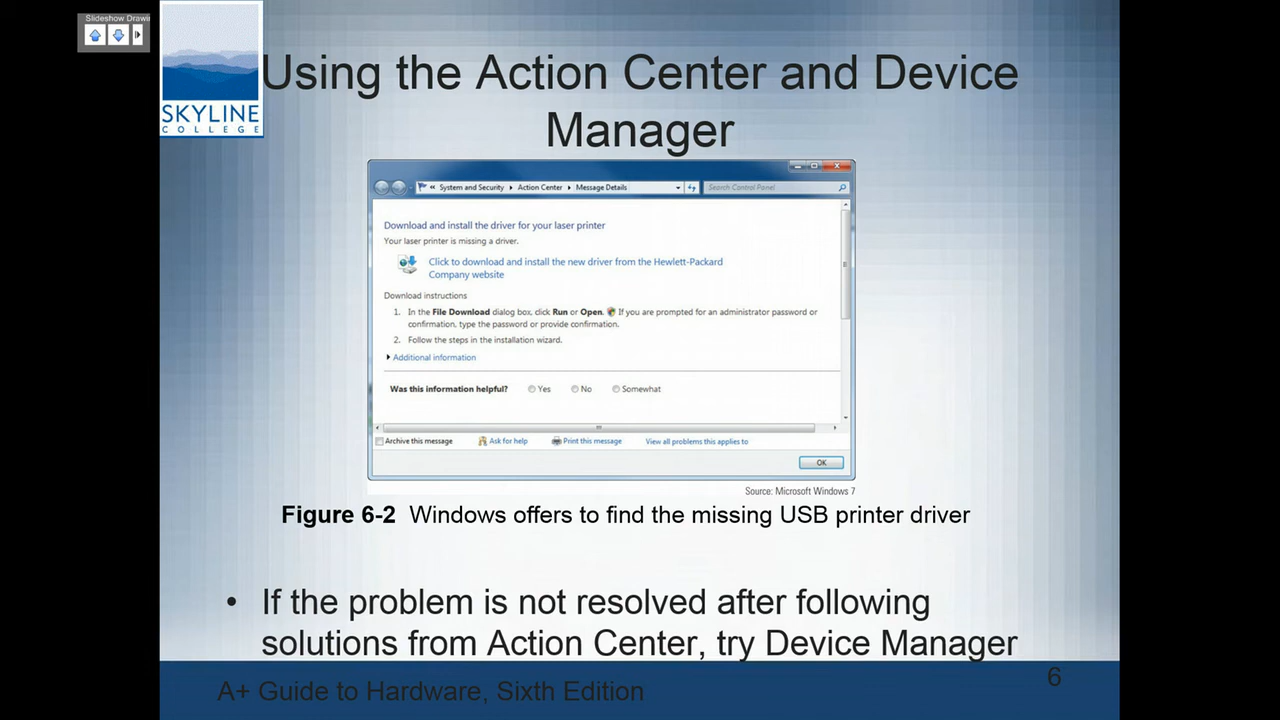 Slideshow Drawi
SKYLINE
COLLEGE
Using the Action Center and Device
Manager
System and Security Action Center Message Details
Search Control Panel
Download and install the driver for your laser printer
Your laser printer is missing a driver.
Click to download and install the new driver from the Hewlett-Packard
Company website
Download instructions
1. In the File Download dialog box, click Run or Open. If you are prompted for an administrator password or
confirmation, type the password or provide confirmation.
2. Follow the steps in the installation wizard.
Additional information
Was this information helpful? Yes No Somewhat
Archive this message Ask for help Print this message View all problems this applies to
OK
Source: Microsoft Windows 7
Figure 6-2 Windows offers to find the missing USB printer driver
• If the problem is not resolved after following
solutions from Action Center, try Device Manager
6
A+ Guide to Hardware, Sixth Edition